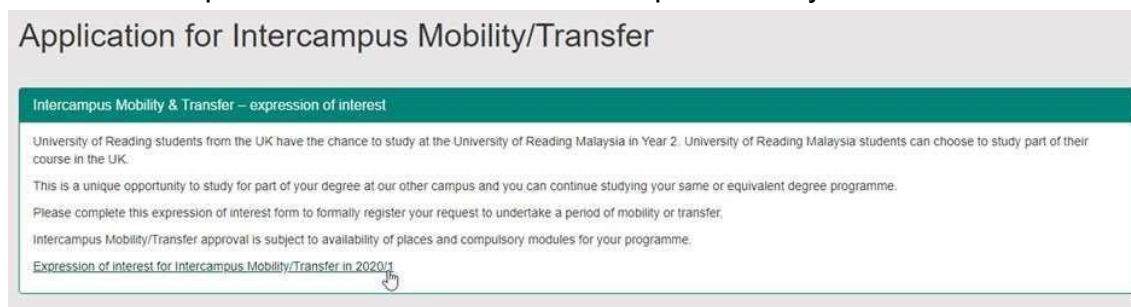 Application for Intercampus Mobility/Transfer
Intercampus Mobility & Transfer – expression of interest
University of Reading students from the UK have the chance to study at the University of Reading Malaysia in Year 2. University of Reading Malaysia students can choose to study part of their
course in the UK.
This is a unique opportunity to study for part of your degree at our other campus and you can continue studying your same or equivalent degree programme.
Please complete this expression of interest form to formally register your request to undertake a period of mobility or transfer.
Intercampus Mobility/Transfer approval is subject to availability of places and compulsory modules for your programme.
Expression of interest for Intercampus Mobility/Transfer in 2020/1